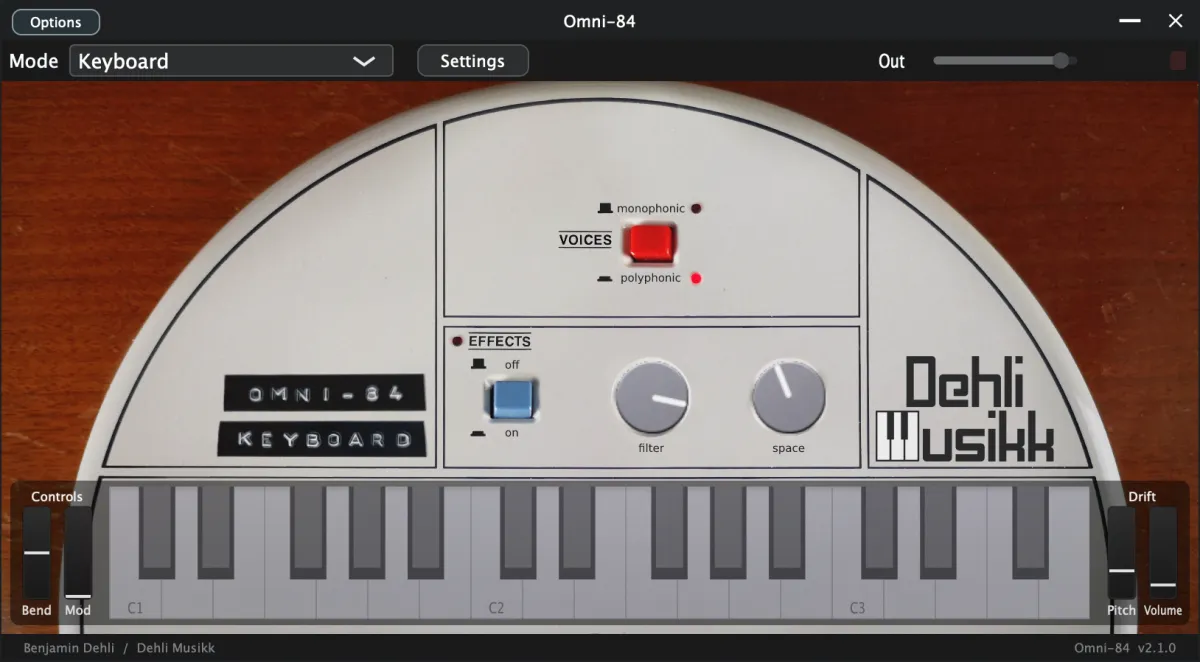 Options
Omni-84
Mode Keyboard
Settings
Out
monophonic
VOICES
polyphonic
EFFECTS
off
on
filter
space
OMNI-84
KEYBOARD
Dehli
Musikk
Controls
Bend Mod
C1
C2
C3
Drift
Pitch Volume
Benjamin Dehli / Dehli Musikk
Omni-84 v2.1.0